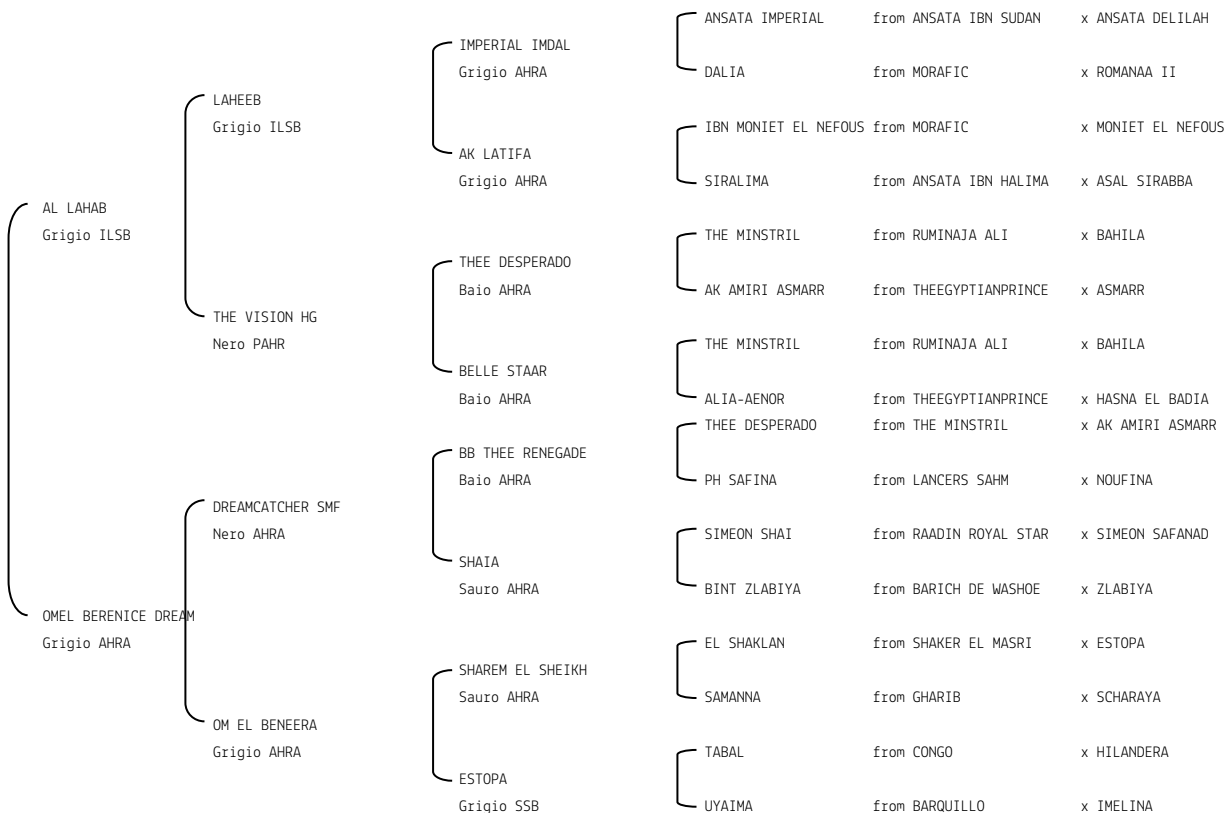 ANSATA IMPERIAL from ANSATA IBN SUDAN x ANSATA DELILAH
IMPERIAL IMDAL
Grigio AHRA DALIA from MORAFIC x ROMANAA II
LAHEEB
Grigio ILSB IBN MONIET EL NEFOUS from MORAFIC x MONIET EL NEFOUS
AK LATIFA
Grigio AHRA SIRALIMA from ANSATA IBN HALIMA x ASAL SIRABBA
AL LAHAB
Grigio ILSB THE MINSTRIL from RUMINAJA ALI x BAHILA
THEE DESPERADO
Baio AHRA AK AMIRI ASMARR from THEEGYPTIANPRINCE x ASMARR
THE VISION HG
Nero PAHR THE MINSTRIL from RUMINAJA ALI x BAHILA
BELLE STAAR
Baio AHRA ALIA-AENOR from THEEGYPTIANPRINCE x HASNA EL BADIA
THEE DESPERADO from THE MINSTRIL x AK AMIRI ASMARR
BB THEE RENEGADE
Baio AHRA PH SAFINA from LANCERS SAHM x NOUFINA
DREAMCATCHER SMF
Nero AHRA SIMEON SHAI from RAADIN ROYAL STAR x SIMEON SAFANAD
SHAIA
Sauro AHRA BINT ZLABIYA from BARICH DE WASHOE x ZLABIYA
OMEL BERENICE DREAM
Grigio AHRA EL SHAKLAN from SHAKER EL MASRI x ESTOPA
SHAREM EL SHEIKH
Sauro AHRA SAMANNA from GHARIB x SCHARAYA
OM EL BENEERA
Grigio AHRA TABAL from CONGO x HILANDERA
ESTOPA
Grigio SSB UYAIMA from BARQUILLO x IMELINA